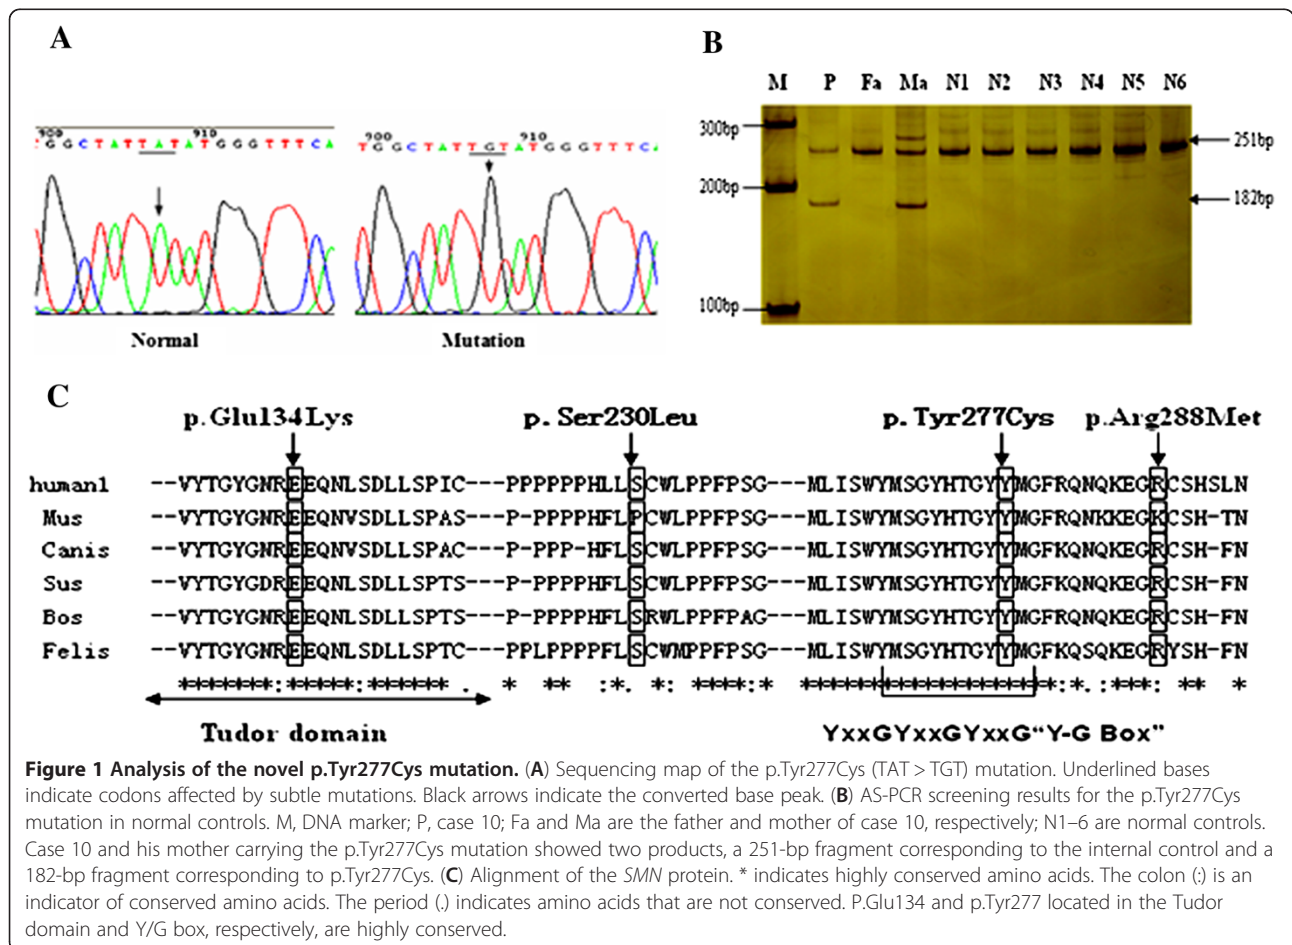 A
B
900 910
TGGCTATTATATGGGTTTCA
900 910
TGGCTATTGTATGGGTTTCA
Normal
Mutation
M P Fa Ma N1 N2 N3 N4 N5 N6
300bp
200bp
100bp
251bp
182bp
C
p.Glu134Lys p. Ser230Leu p. Tyr277Cys p.Arg288Met
human1 --VYTGYGNREEQNLSDLLSPIC---PPPPPPHLLSCWLPPFPSG---MLISWYMSGYHTGYYMGFRQNQKEGRCSHSLN
Mus --VYTGYGNREEQNVSDLLSPAS---P-PPPPHFLPCWLPPFPSG---MLISWYMSGYHTGYYMGFRQNKKEGKCSH-TN
Canis --VYTGYGNREEQNVSDLLSPAC---P-PPP-HFLSCWLPPFPSG---MLISWYMSGYHTGYYMGFKQNQKEGRCSH-FN
Sus --VYTGYGDREEQNLSDLLSPTS---P-PPPPHFLSCWLPPFPSG---MLISWYMSGYHTGYYMGFKQNQKEGRCSH-FN
Bos --VYTGYGNREEQNLSDLLSPTS---P-PPPPHFLSRWLPPFPAG---MLISWYMSGYHTGYYMGFRQNQKEGRCSH-FN
Felis --VYTGYGNREEQNLSDLLSPTC---PPLPPPPFLSCWMPPFPSG---MLISWYMSGYHTGYYMGFRQSQKEGRYSH-FN
*******:******:******* . * ** :*. *: ****:* *********************:*.:***: ** *
Tudor domain YxxGYxxGYxxG“Y-G Box”
Figure 1 Analysis of the novel p.Tyr277Cys mutation. (A) Sequencing map of the p.Tyr277Cys (TAT > TGT) mutation. Underlined bases
indicate codons affected by subtle mutations. Black arrows indicate the converted base peak. (B) AS-PCR screening results for the p.Tyr277Cys
mutation in normal controls. M, DNA marker; P, case 10; Fa and Ma are the father and mother of case 10, respectively; N1–6 are normal controls.
Case 10 and his mother carrying the p.Tyr277Cys mutation showed two products, a 251-bp fragment corresponding to the internal control and a
182-bp fragment corresponding to p.Tyr277Cys. (C) Alignment of the SMN protein. * indicates highly conserved amino acids. The colon (:) is an
indicator of conserved amino acids. The period (.) indicates amino acids that are not conserved. P.Glu134 and p.Tyr277 located in the Tudor
domain and Y/G box, respectively, are highly conserved.